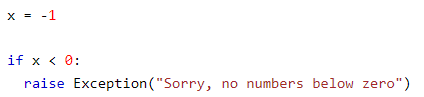 x = -1

if x < 0:
  raise Exception("Sorry, no numbers below zero")